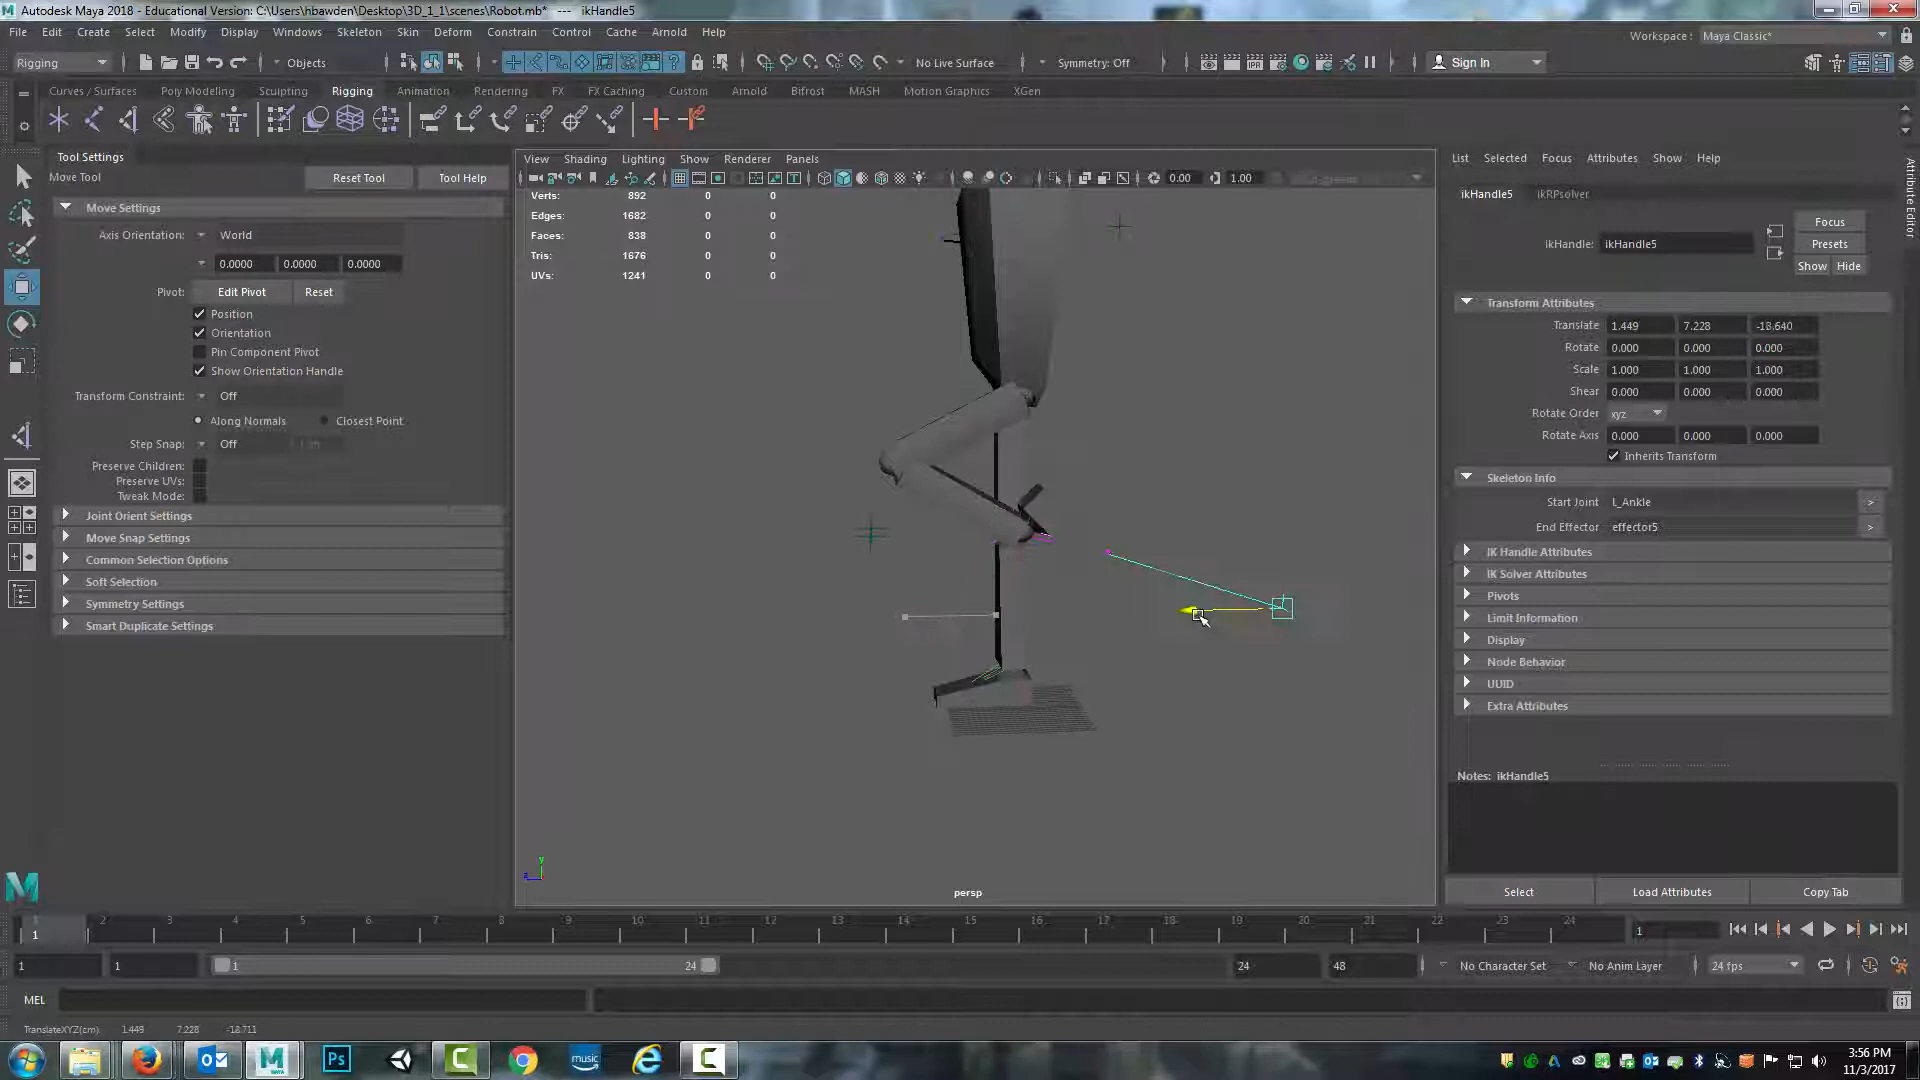 Autodesk Maya 2018 - Educational Version: C:\Users\hbawden\Desktop\3D_1_1\scenes\Robot.mb* --- ikHandle5
File Edit Create Select Modify Display Windows Skeleton Skin Deform Constrain Control Cache Arnold Help
Workspace : Maya Classic*
Rigging Objects No Live Surface Symmetry: Off Sign In
Curves / Surfaces Poly Modeling Sculpting Rigging Animation Rendering FX FX Caching Custom Arnold Bifrost MASH Motion Graphics XGen
IPR
Tool Settings
Move Tool Reset Tool Tool Help
Move Settings
Axis Orientation: World
0.0000 0.0000 0.0000
Pivot: Edit Pivot Reset
Position
Orientation
Pin Component Pivot
Show Orientation Handle
Transform Constraint: Off
Along Normals Closest Point
Step Snap: Off
Preserve Children:
Preserve UVs:
Tweak Mode:
Joint Orient Settings
Move Snap Settings
Common Selection Options
Soft Selection
Symmetry Settings
Smart Duplicate Settings
View Shading Lighting Show Renderer Panels
0.00 1.00
Verts: 892 0 0
Edges: 1682 0 0
Faces: 838 0 0
Tris: 1676 0 0
UVs: 1241 0 0
y
z
persp
List Selected Focus Attributes Show Help
ikHandle5 ikRPsolver
Focus
ikHandle: ikHandle5 Presets
Show Hide
Transform Attributes
Translate 1.449 7.228 -18.640
Rotate 0.000 0.000 0.000
Scale 1.000 1.000 1.000
Shear 0.000 0.000 0.000
Rotate Order xyz
Rotate Axis 0.000 0.000 0.000
Inherits Transform
Skeleton Info
Start Joint L_Ankle >
End Effector effector5 >
IK Handle Attributes
IK Solver Attributes
Pivots
Limit Information
Display
Node Behavior
UUID
Extra Attributes
Notes: ikHandle5
Select Load Attributes Copy Tab
Attribute Editor
1 2 3 4 5 6 7 8 9 10 11 12 13 14 15 16 17 18 19 20 21 22 23 24
1 1
1 1 1 24 24 48 No Character Set No Anim Layer 24 fps
MEL
TranslateXYZ(cm): 1.449 7.228 -18.711
MAYA Ps music
3:56 PM
11/3/2017